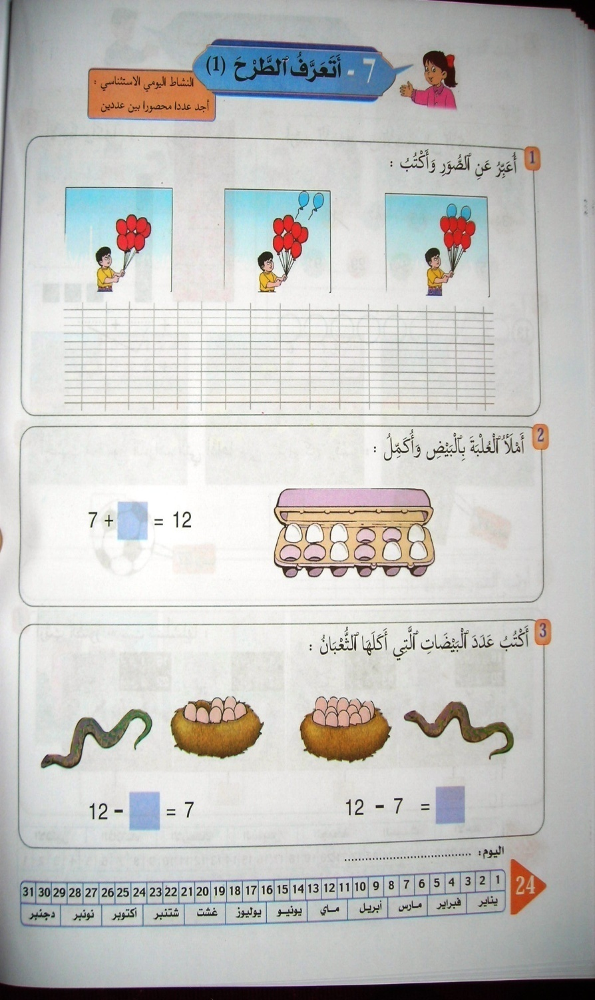 7 - أَتَعَرَّفُ ٱلطَّرْحَ (1)
النشاط اليومي الاستئناسي :
أجد عددا محصورا بين عددين
1
أُعَبِّرُ عَنِ ٱلصُّوَرِ وَأَكْتُبُ :
2
أَمْلَأُ ٱلْعُلْبَةَ بِٱلْبَيْضِ وَأُكَمِّلُ :
7 + = 12
3
أَكْتُبُ عَدَدَ ٱلْبَيْضَاتِ ٱلَّتِي أَكَلَهَا ٱلثُّعْبَانُ :
12 - 7 =
12 - = 7
اليوم : ......................................
24
1 2 3 4 5 6 7 8 9 10 11 12 13 14 15 16 17 18 19 20 21 22 23 24 25 26 27 28 29 30 31
يناير فبراير مارس أبريل ماي يونيو يوليوز غشت شتنبر أكتوبر نونبر دجنبر